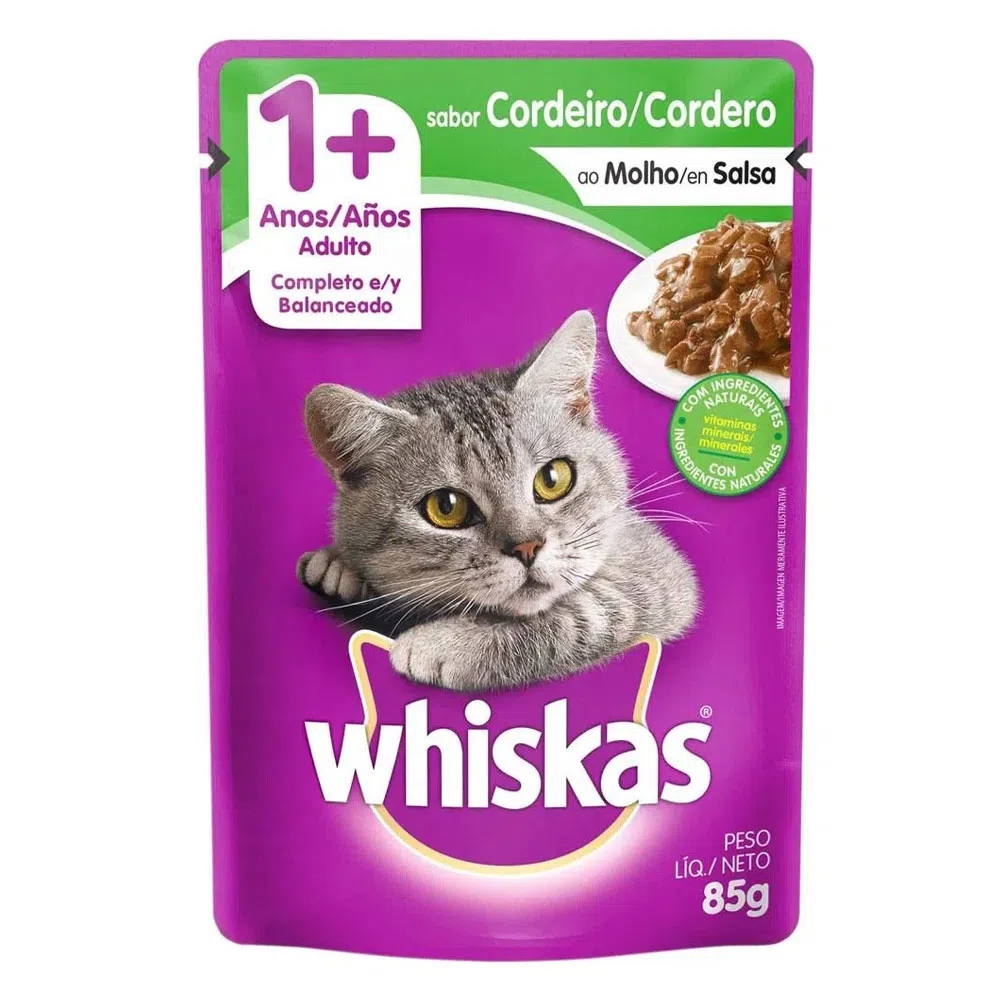 1+
Anos/Años
Adulto
Completo e/y
Balanceado
sabor Cordeiro/Cordero
ao Molho/en Salsa
COM INGREDIENTES
NATURAIS
vitaminas
minerais/
minerales
CON
INGREDIENTES NATURALES
IMAGEM/IMAGEN MERAMENTE ILUSTRATIVA
whiskas®
PESO
LÍQ./NETO
85g